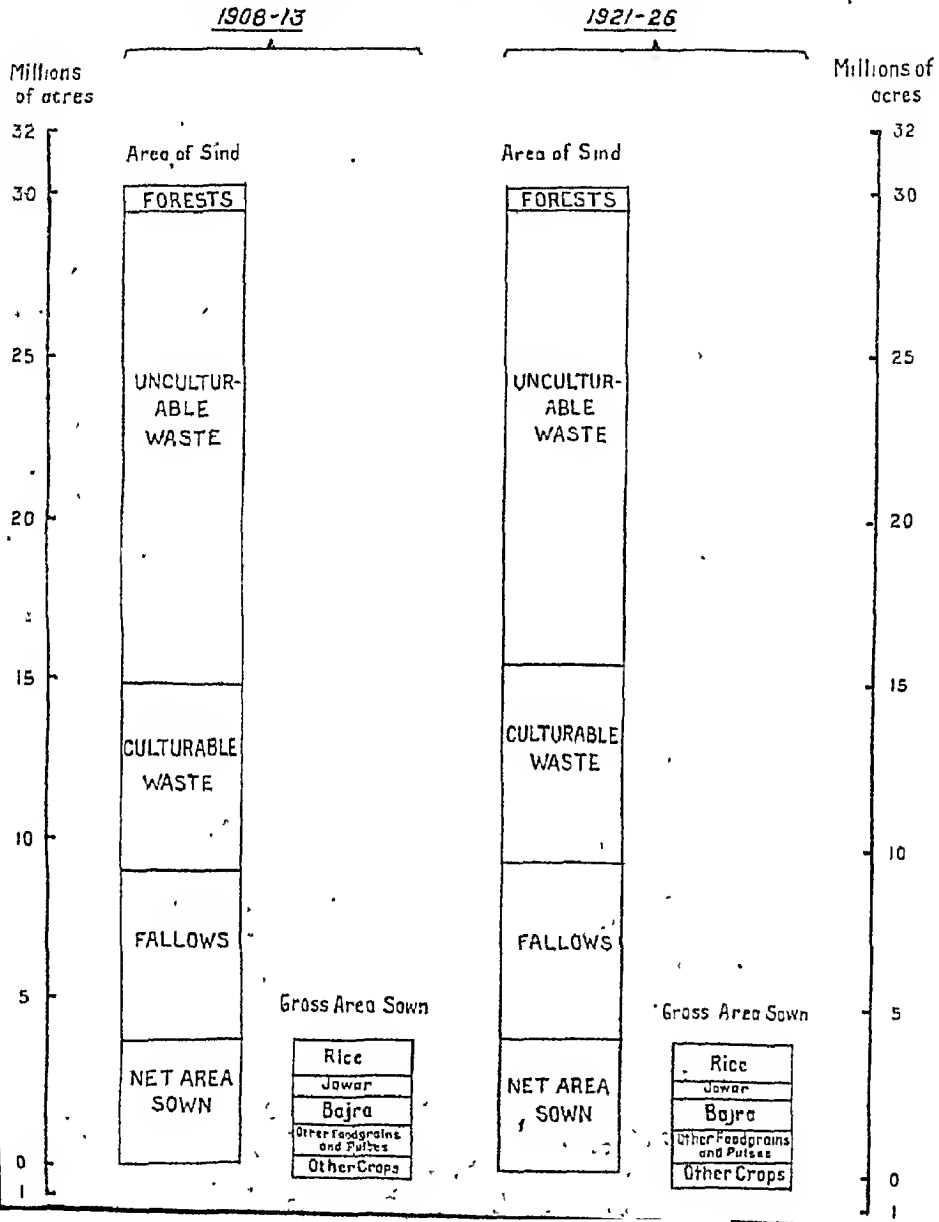 1908-13
1921-26
Millions
of acres
Millions of
acres
32
30
25
20
15
10
5
0
1
Area of Sind
FORESTS
UNCULTUR-
ABLE
WASTE
CULTURABLE
WASTE
FALLOWS
NET AREA
SOWN
Gross Area Sown
Rice
Jowar
Bajra
Other Foodgrains
and Pulses
Other Crops
Area of Sind
FORESTS
UNCULTUR-
ABLE
WASTE
CULTURABLE
WASTE
FALLOWS
NET AREA
SOWN
Gross Area Sown
Rice
Jowar
Bajra
Other Foodgrains
and Pulses
Other Crops
32
30
25
20
15
10
5
0
1